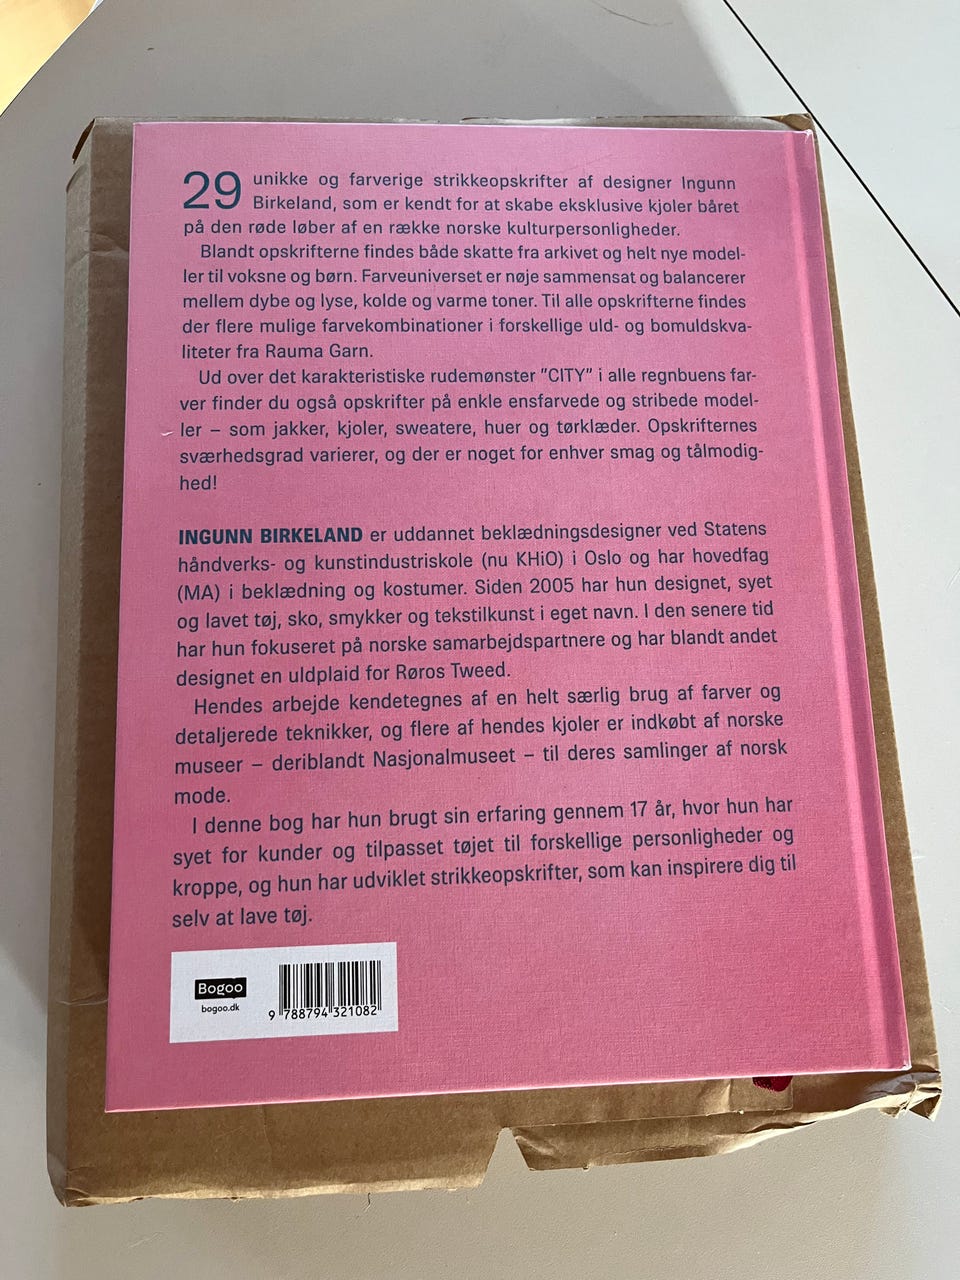 29 unikke og farverige strikkeopskrifter af designer Ingunn
Birkeland, som er kendt for at skabe eksklusive kjoler båret
på den røde løber af en række norske kulturpersonligheder.
Blandt opskrifterne findes både skatte fra arkivet og helt nye model-
ler til voksne og børn. Farveuniverset er nøje sammensat og balancerer
mellem dybe og lyse, kolde og varme toner. Til alle opskrifterne findes
der flere mulige farvekombinationer i forskellige uld- og bomuldskva-
liteter fra Rauma Garn.
Ud over det karakteristiske rudemønster ”CITY” i alle regnbuens far-
ver finder du også opskrifter på enkle ensfarvede og stribede model-
ler – som jakker, kjoler, sweatere, huer og tørklæder. Opskrifternes
sværhedsgrad varierer, og der er noget for enhver smag og tålmodig-
hed!
INGUNN BIRKELAND er uddannet beklædningsdesigner ved Statens
håndverks- og kunstindustriskole (nu KHiO) i Oslo og har hovedfag
(MA) i beklædning og kostumer. Siden 2005 har hun designet, syet
og lavet tøj, sko, smykker og tekstilkunst i eget navn. I den senere tid
har hun fokuseret på norske samarbejdspartnere og har blandt andet
designet en uldplaid for Røros Tweed.
Hendes arbejde kendetegnes af en helt særlig brug af farver og
detaljerede teknikker, og flere af hendes kjoler er indkøbt af norske
museer – deriblandt Nasjonalmuseet – til deres samlinger af norsk
mode.
I denne bog har hun brugt sin erfaring gennem 17 år, hvor hun har
syet for kunder og tilpasset tøjet til forskellige personligheder og
kroppe, og hun har udviklet strikkeopskrifter, som kan inspirere dig til
selv at lave tøj.
Bogoo
bogoo.dk
9 788794 321082